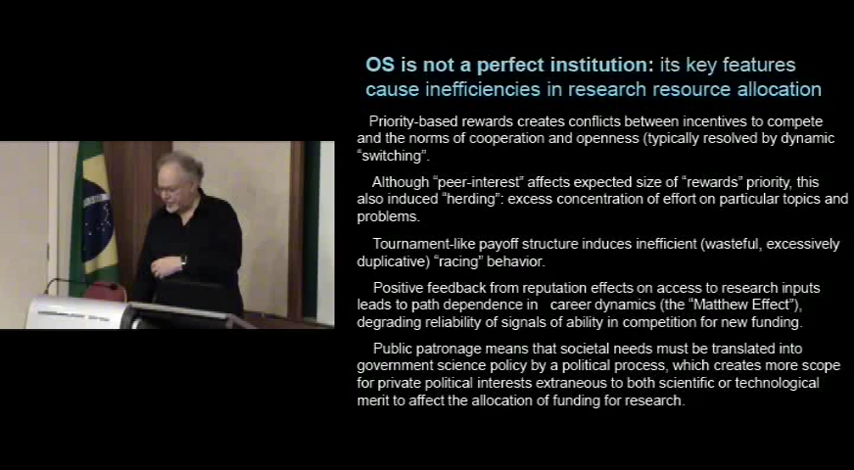 OS is not a perfect institution: its key features
cause inefficiencies in research resource allocation
Priority-based rewards creates conflicts between incentives to compete
and the norms of cooperation and openness (typically resolved by dynamic
“switching”.
Although “peer-interest” affects expected size of “rewards” priority, this
also induced “herding”: excess concentration of effort on particular topics and
problems.
Tournament-like payoff structure induces inefficient (wasteful, excessively
duplicative) “racing” behavior.
Positive feedback from reputation effects on access to research inputs
leads to path dependence in career dynamics (the “Matthew Effect”),
degrading reliability of signals of ability in competition for new funding.
Public patronage means that societal needs must be translated into
government science policy by a political process, which creates more scope
for private political interests extraneous to both scientific or technological
merit to affect the allocation of funding for research.